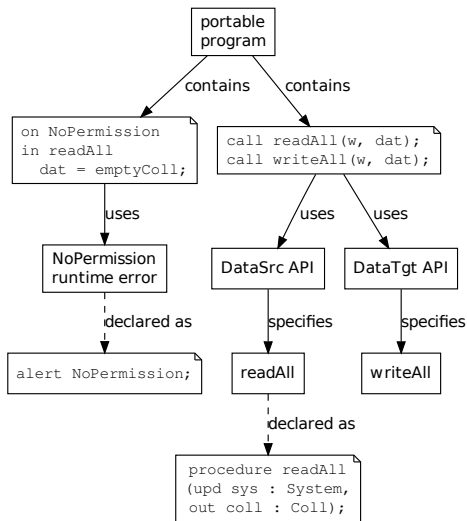 portable
program
contains
contains
on NoPermission
in readAll
  dat = emptyColl;
call readAll(w, dat);
call writeAll(w, dat);
uses
uses
uses
NoPermission
runtime error
DataSrc API
DataTgt API
declared as
specifies
specifies
alert NoPermission;
readAll
writeAll
declared as
procedure readAll
(upd sys : System,
out coll : Coll);